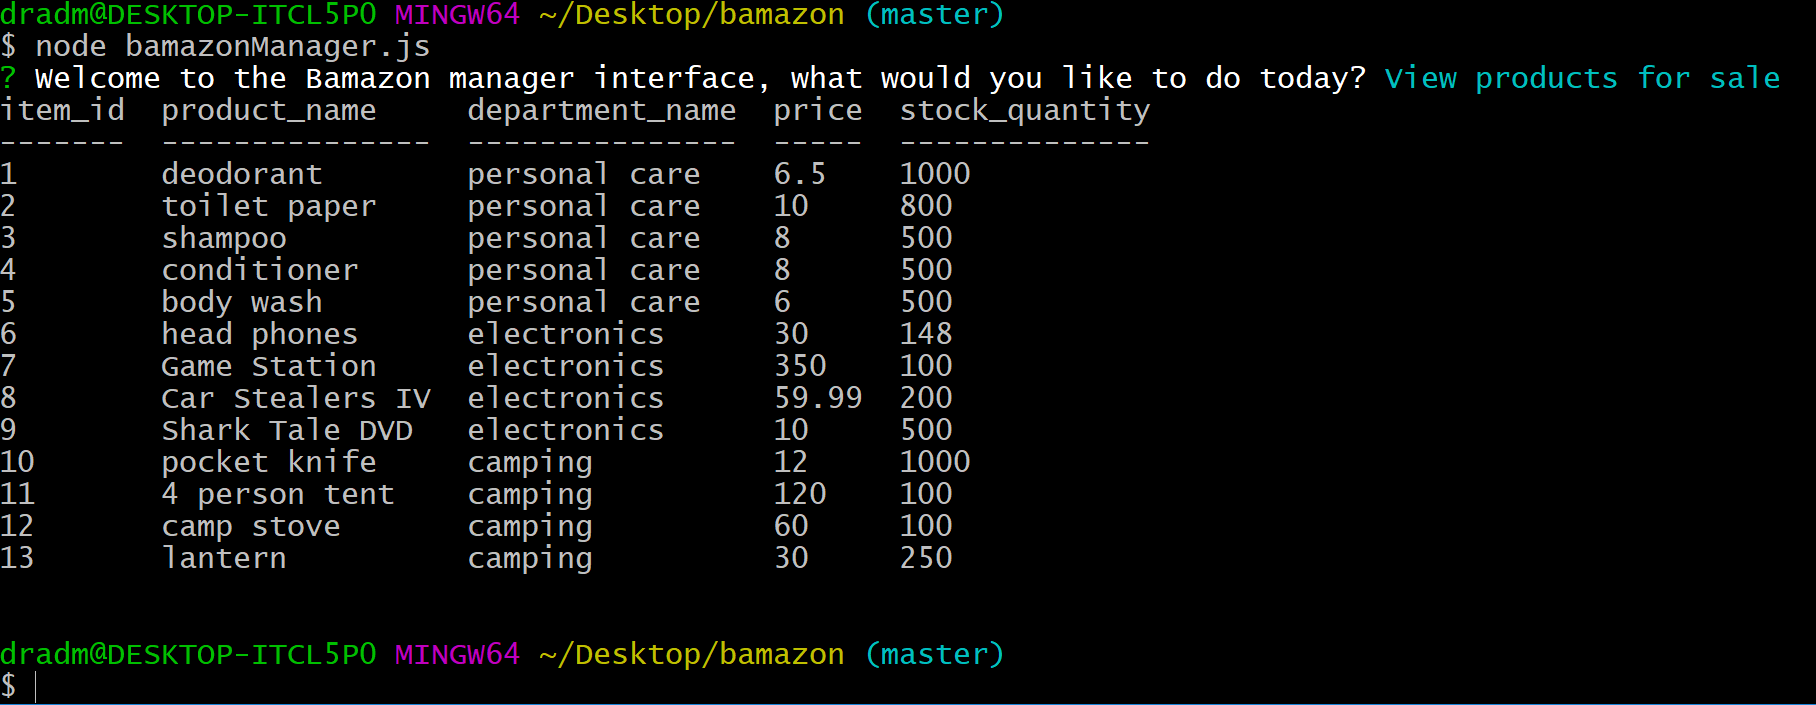 dradm@DESKTOP-ITCL5PO MINGW64 ~/Desktop/bamazon (master)
$ node bamazonManager.js
? Welcome to the Bamazon manager interface, what would you like to do today? View products for sale
item_id  product_name     department_name  price  stock_quantity
-------  ---------------  ---------------  -----  --------------
1        deodorant        personal care    6.5    1000
2        toilet paper     personal care    10     800
3        shampoo          personal care    8      500
4        conditioner      personal care    8      500
5        body wash        personal care    6      500
6        head phones      electronics      30     148
7        Game Station     electronics      350    100
8        Car Stealers IV  electronics      59.99  200
9        Shark Tale DVD   electronics      10     500
10       pocket knife     camping          12     1000
11       4 person tent    camping          120    100
12       camp stove       camping          60     100
13       lantern          camping          30     250
dradm@DESKTOP-ITCL5PO MINGW64 ~/Desktop/bamazon (master)
$